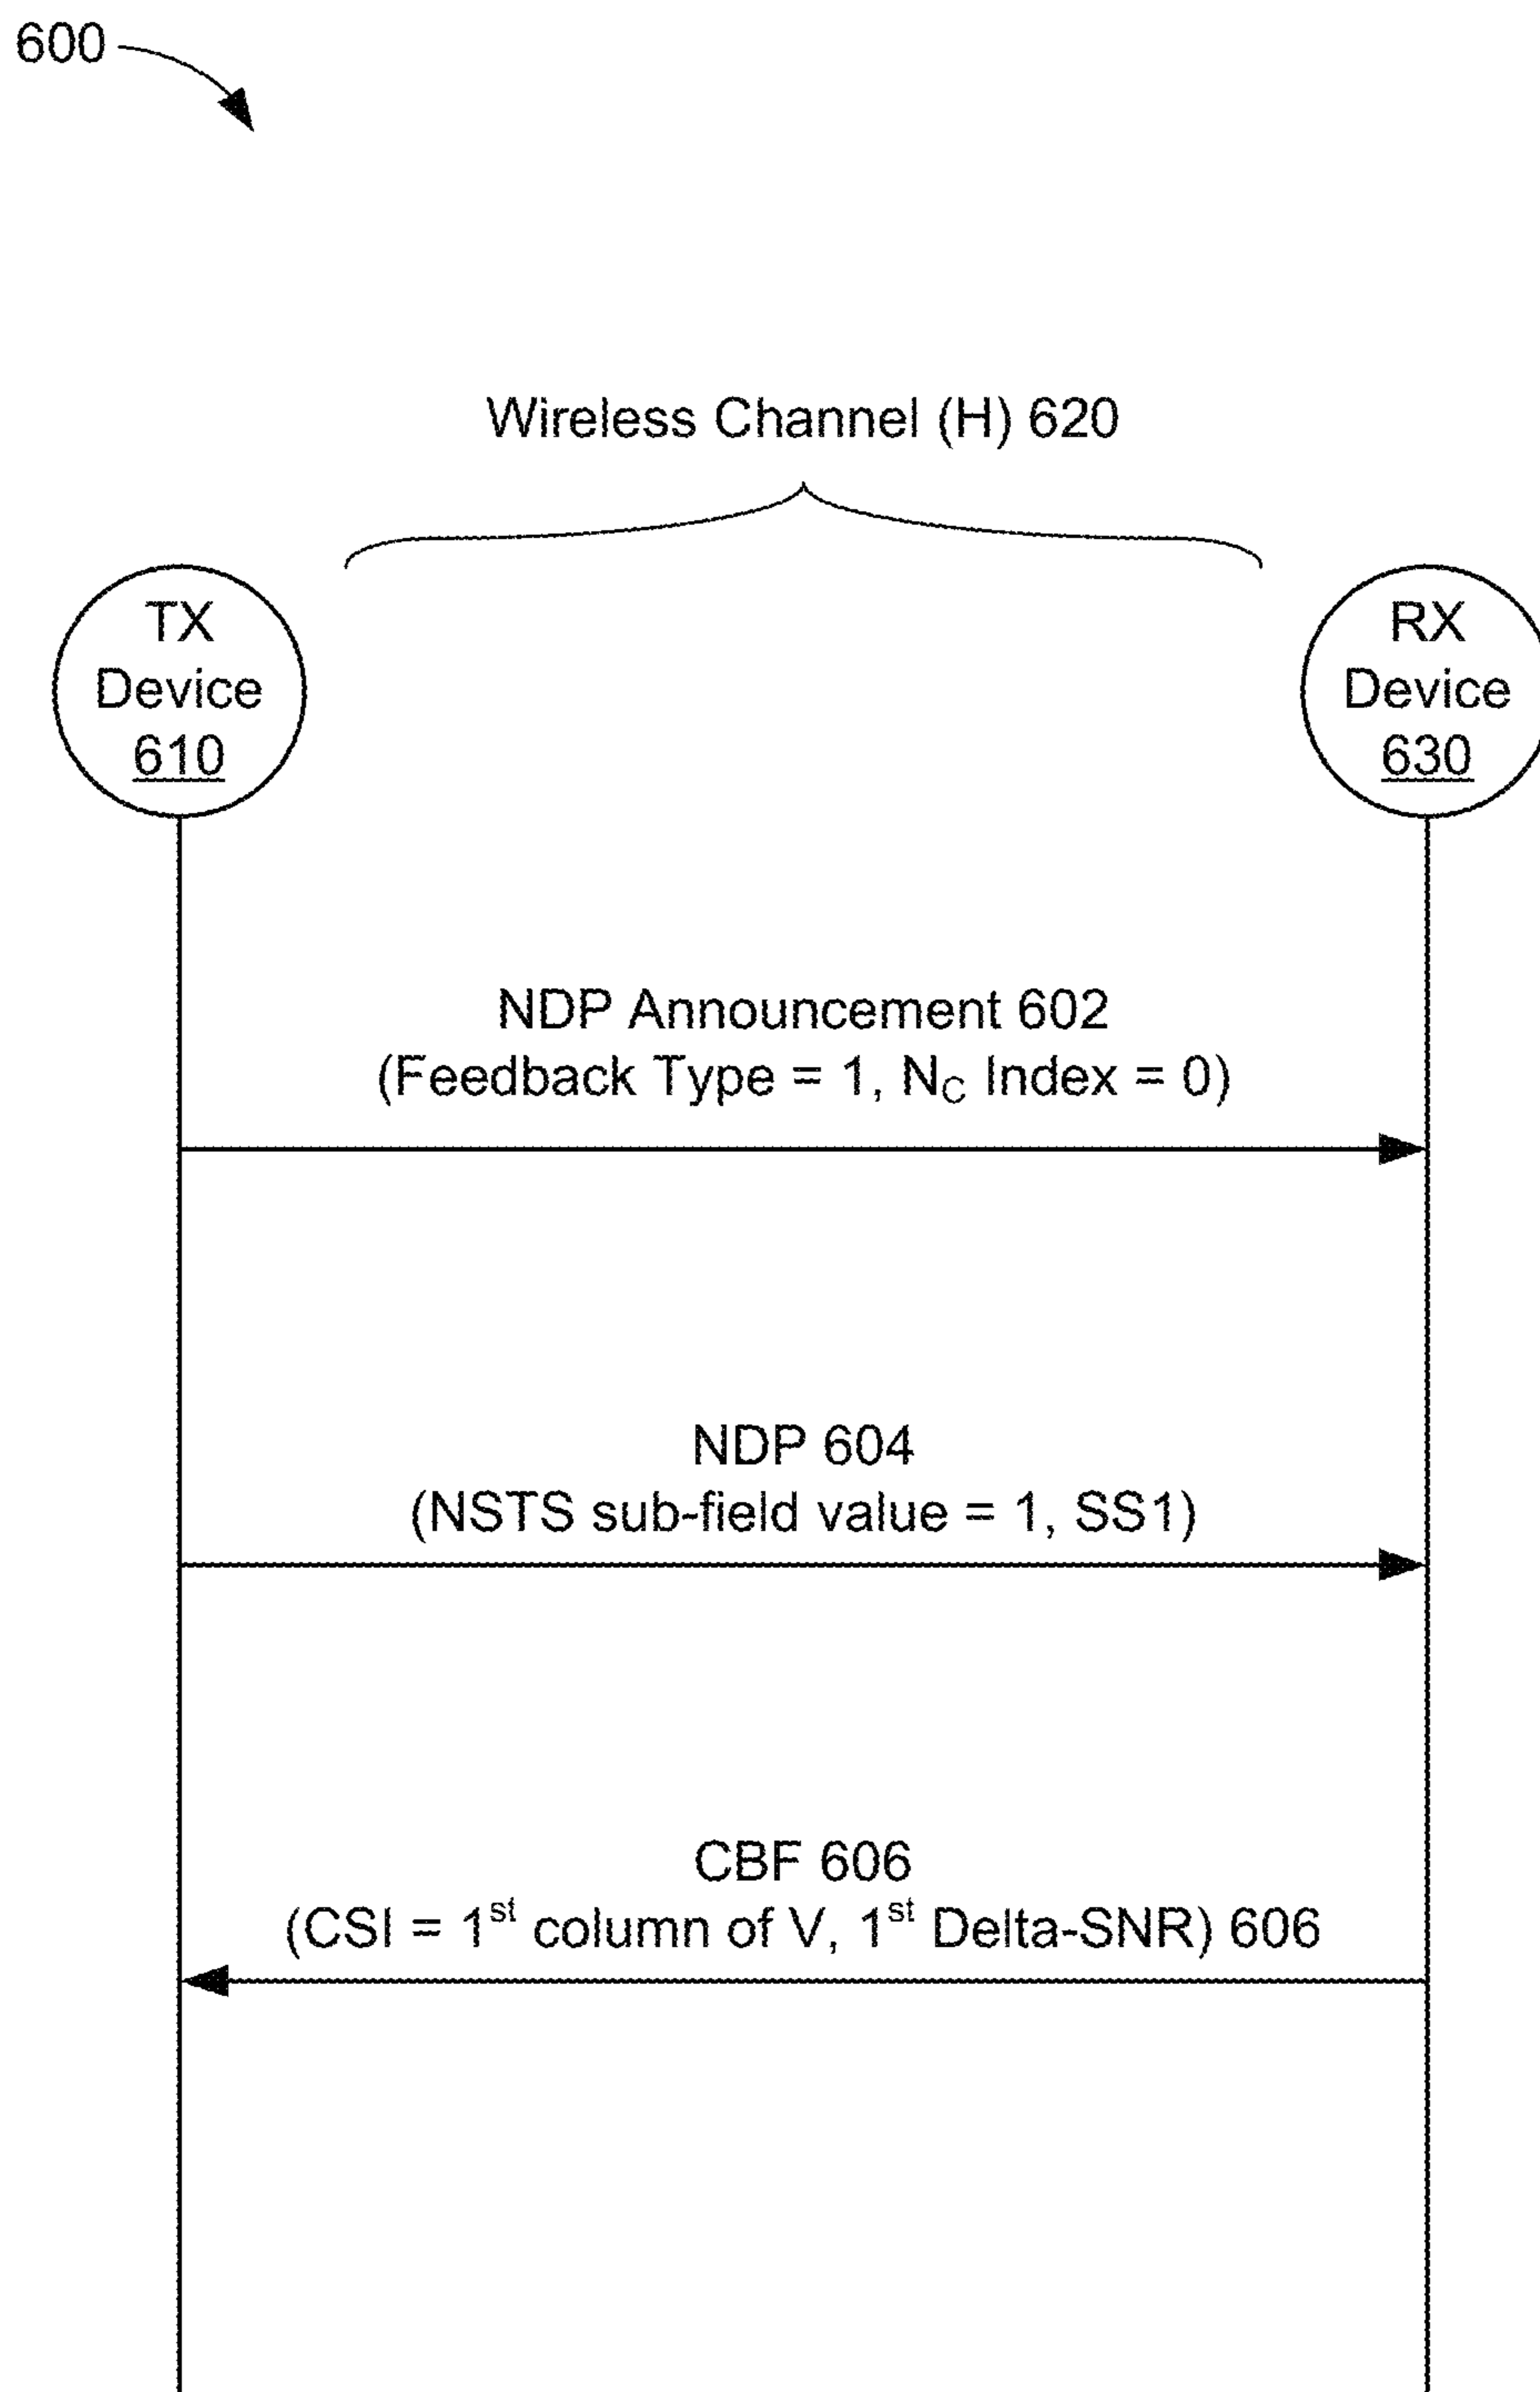 600
Wireless Channel (H) 620
TX
Device
610
RX
Device
630
NDP Announcement 602
(Feedback Type = 1, N_C Index = 0)
NDP 604
(NSTS sub-field value = 1, SS1)
CBF 606
(CSI = 1st column of V, 1st Delta-SNR) 606